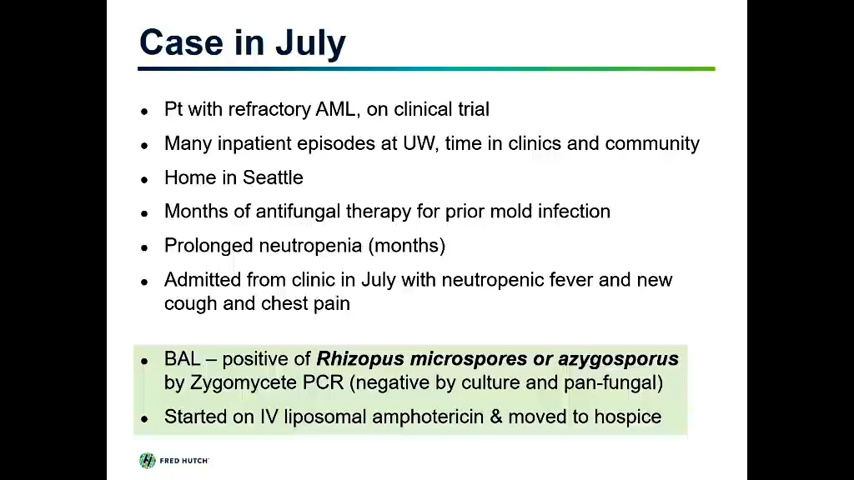 Case in July
• Pt with refractory AML, on clinical trial
• Many inpatient episodes at UW, time in clinics and community
• Home in Seattle
• Months of antifungal therapy for prior mold infection
• Prolonged neutropenia (months)
• Admitted from clinic in July with neutropenic fever and new
cough and chest pain
• BAL – positive of Rhizopus microspores or azygosporus
by Zygomycete PCR (negative by culture and pan-fungal)
• Started on IV liposomal amphotericin & moved to hospice
FRED HUTCH